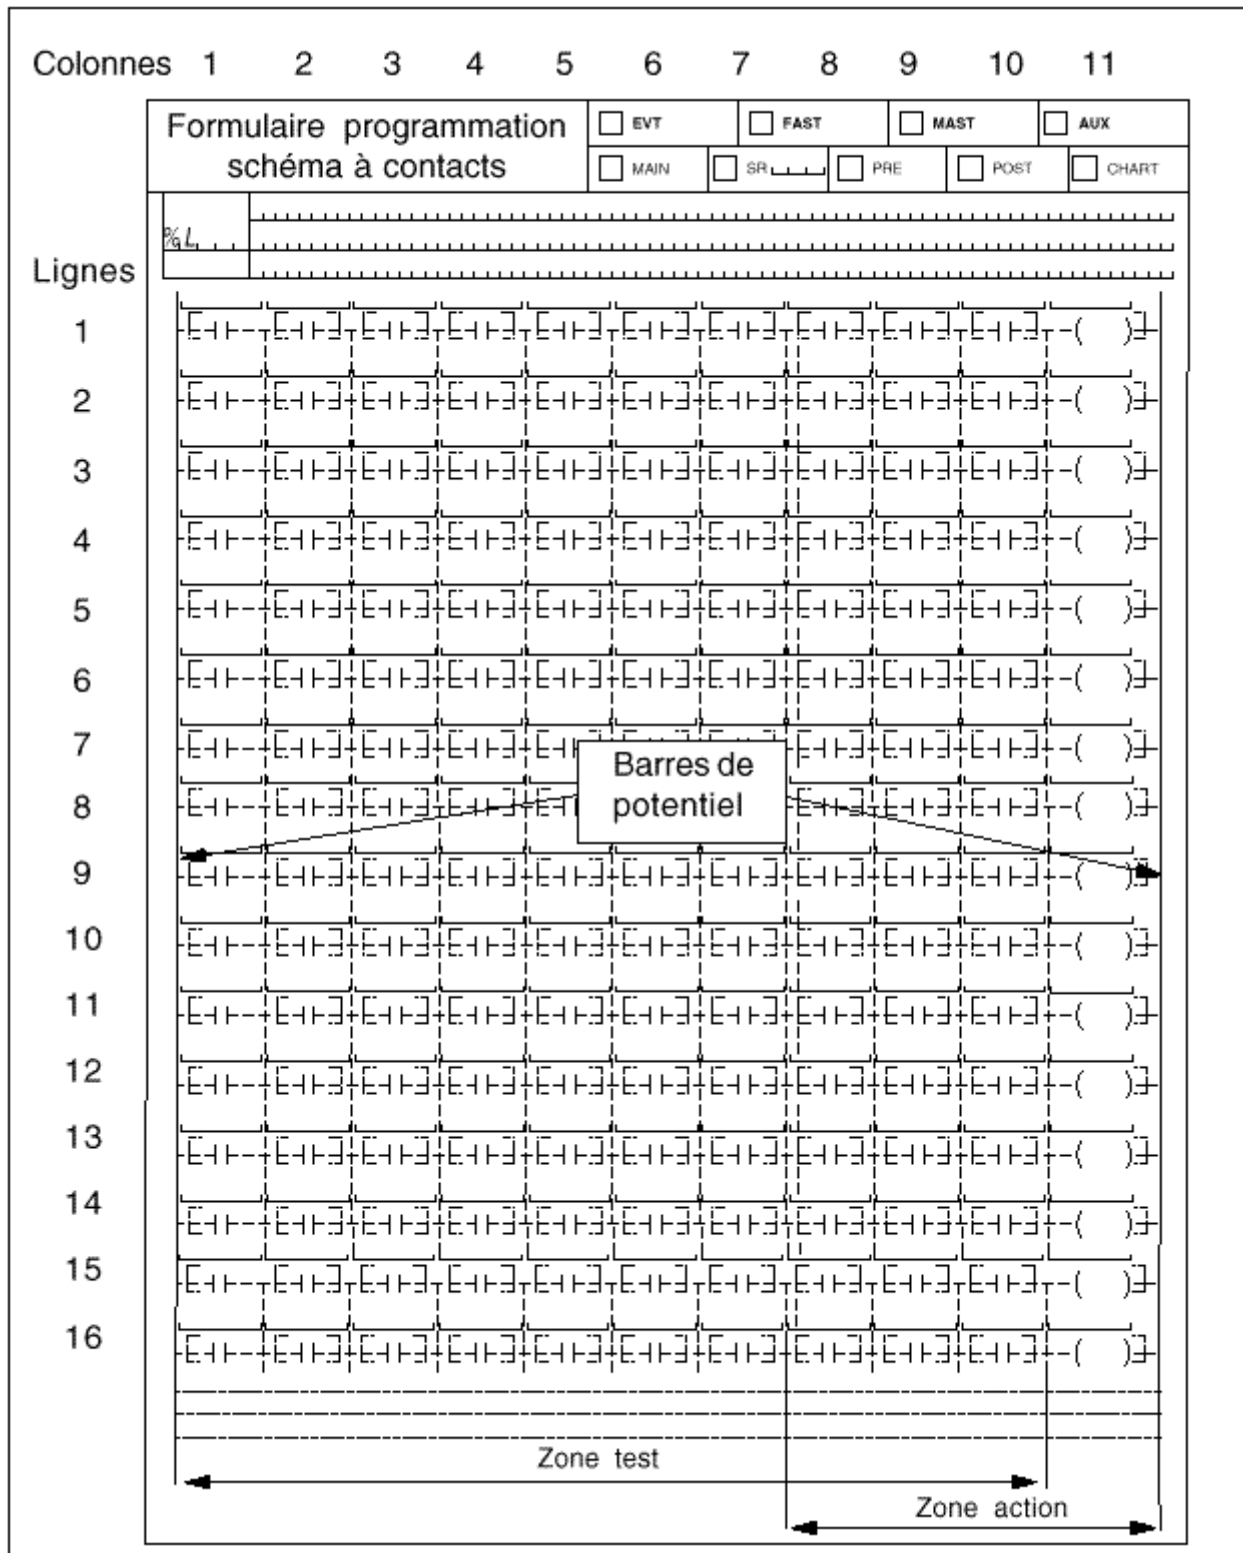 Colonnes 1 2 3 4 5 6 7 8 9 10 11
Formulaire programmation
schéma à contacts
EVT FAST MAST AUX
MAIN SR PRE POST CHART
%L
Lignes
1
2
3
4
5
6
7
8
Barres de
potentiel
9
10
11
12
13
14
15
16
Zone test
Zone action